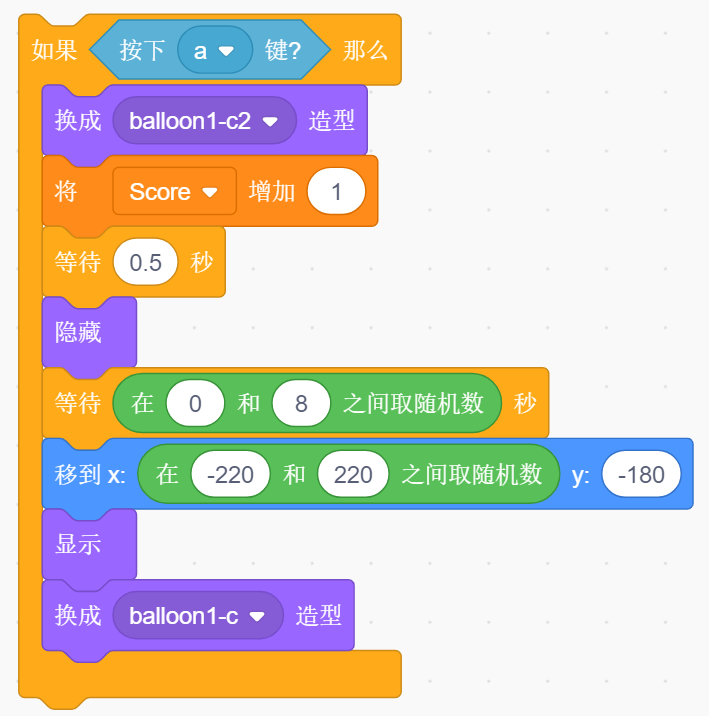 如果 按下 a 键? 那么
换成 balloon1-c2 造型
将 Score 增加 1
等待 0.5 秒
隐藏
等待 在 0 和 8 之间取随机数 秒
移到 x: 在 -220 和 220 之间取随机数 y: -180
显示
换成 balloon1-c 造型